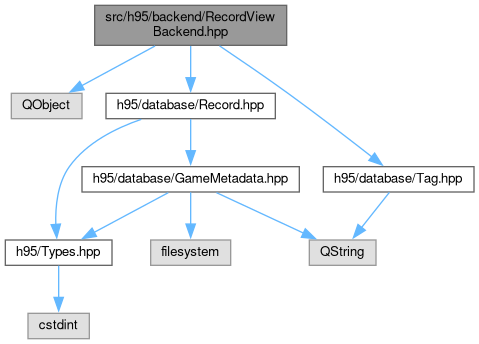 src/h95/backend/RecordView
Backend.hpp
QObject
h95/database/Record.hpp
h95/database/GameMetadata.hpp
h95/database/Tag.hpp
h95/Types.hpp
filesystem
QString
cstdint